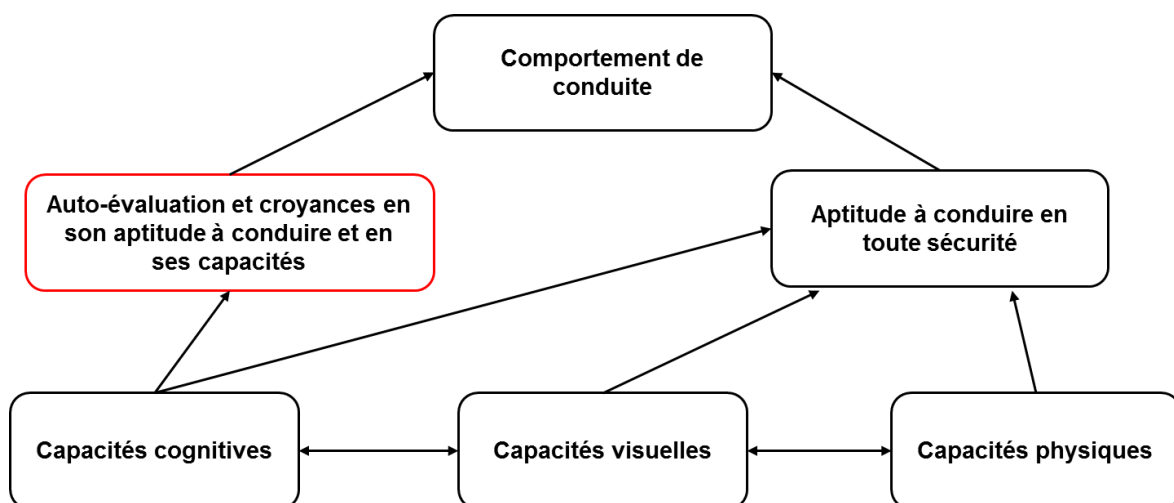 Comportement de
conduite
Auto-évaluation et croyances en
son aptitude à conduire et en
ses capacités
Aptitude à conduire en
toute sécurité
Capacités cognitives
Capacités visuelles
Capacités physiques